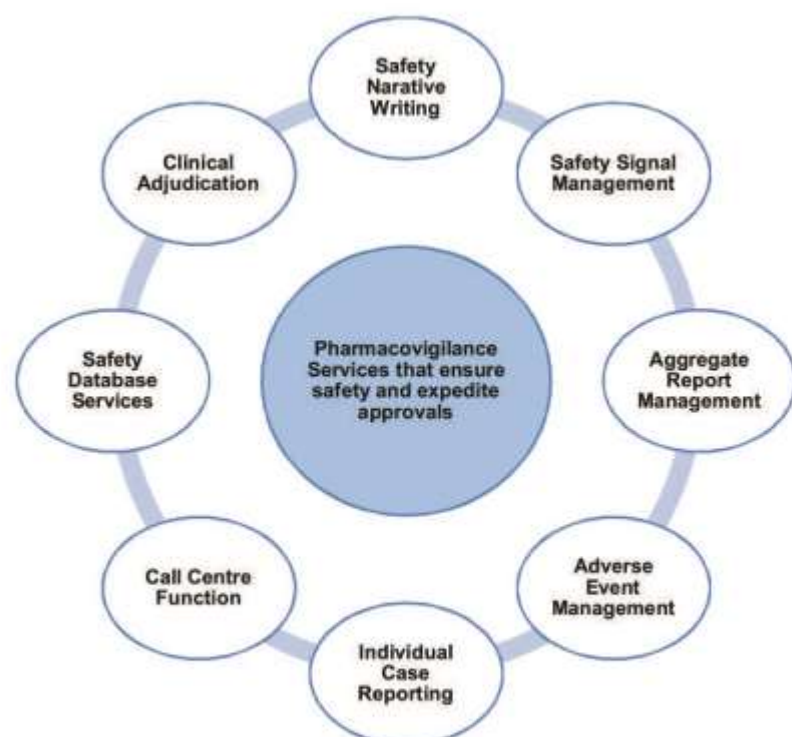 Safety
Narative
Writing
Clinical
Adjudication
Safety Signal
Management
Pharmacovigilance
Services that ensure
safety and expedite
approvals
Safety
Database
Services
Aggregate
Report
Management
Call Centre
Function
Adverse
Event
Management
Individual
Case
Reporting